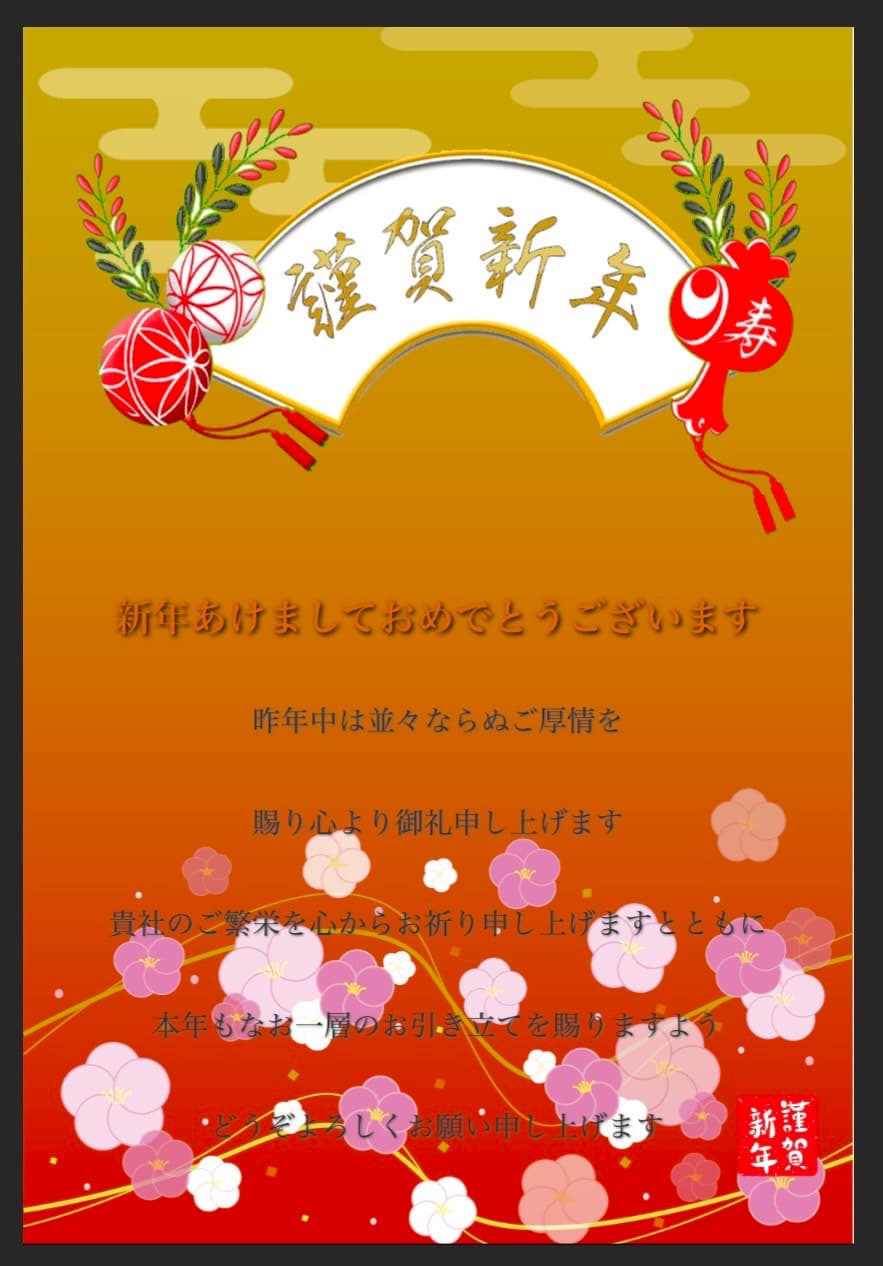 謹賀新年
寿
新年あけましておめでとうございます
昨年中は並々ならぬご厚情を
賜り心より御礼申し上げます
貴社のご繁栄を心からお祈り申し上げますとともに
本年もなお一層のお引き立てを賜りますよう
どうぞよろしくお願い申し上げます
謹賀
新年